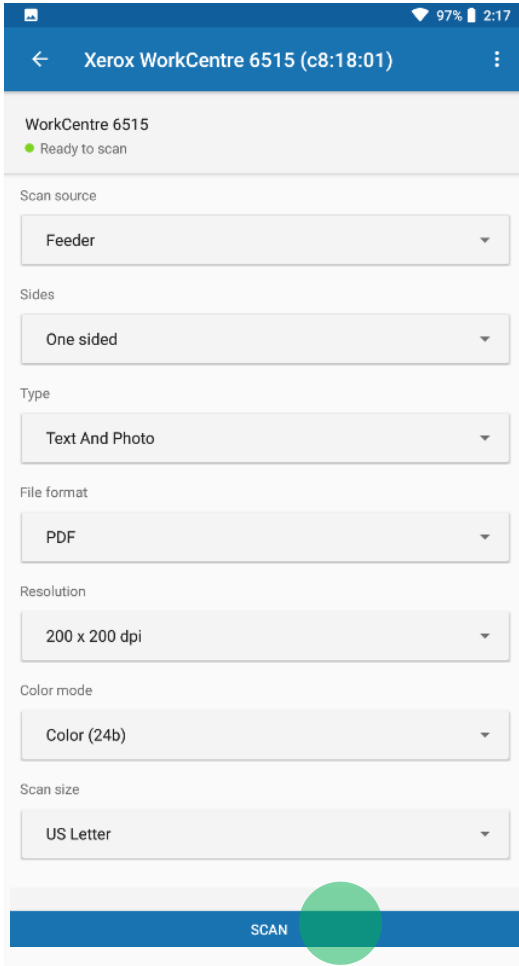 97% 2:17
Xerox WorkCentre 6515 (c8:18:01)
WorkCentre 6515
Ready to scan
Scan source
Feeder
Sides
One sided
Type
Text And Photo
File format
PDF
Resolution
200 x 200 dpi
Color mode
Color (24b)
Scan size
US Letter
SCAN